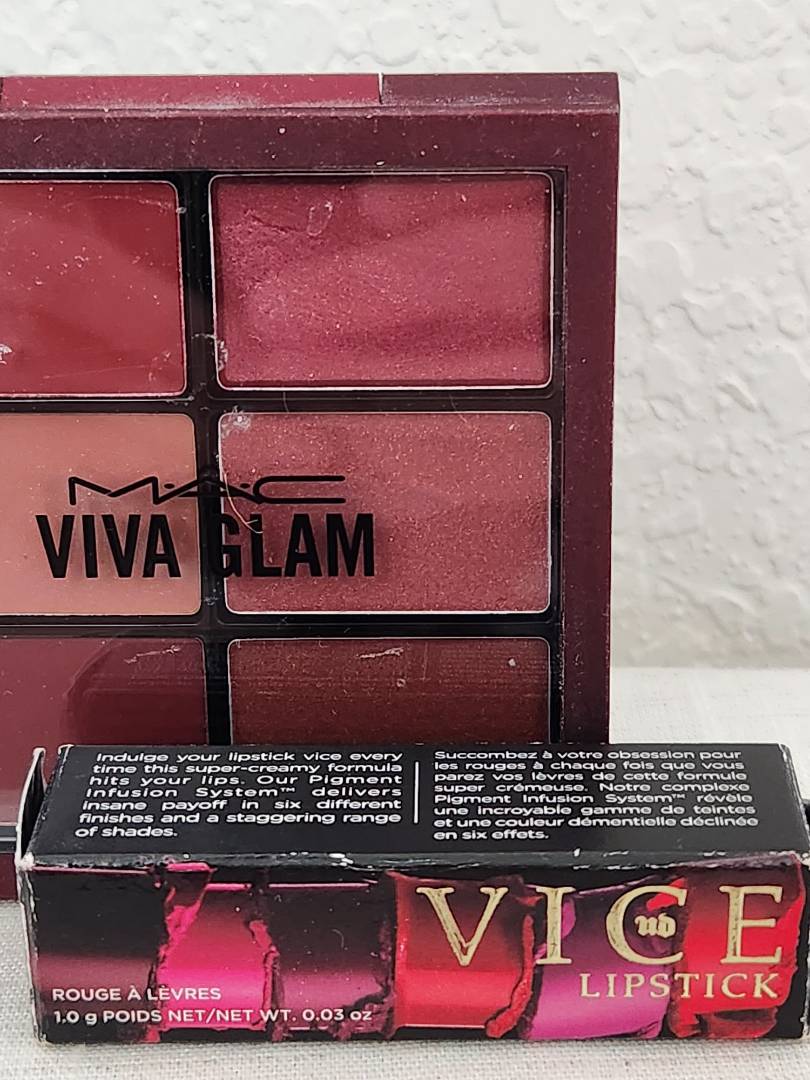 MAC
VIVA GLAM
Indulge your lipstick vice every
time this super-creamy formula
hits your lips. Our Pigment
Infusion System™ delivers
insane payoff in six different
finishes and a staggering range
of shades.
Succombez à votre obsession pour
les rouges à chaque fois que vous
parez vos lèvres de cette formule
super crémeuse. Notre complexe
Pigment Infusion System™ révèle
une incroyable gamme de teintes
et une couleur démentielle déclinée
en six effets.
VICE
ud
LIPSTICK
ROUGE À LÈVRES
1.0 g POIDS NET/NET WT. 0.03 oz